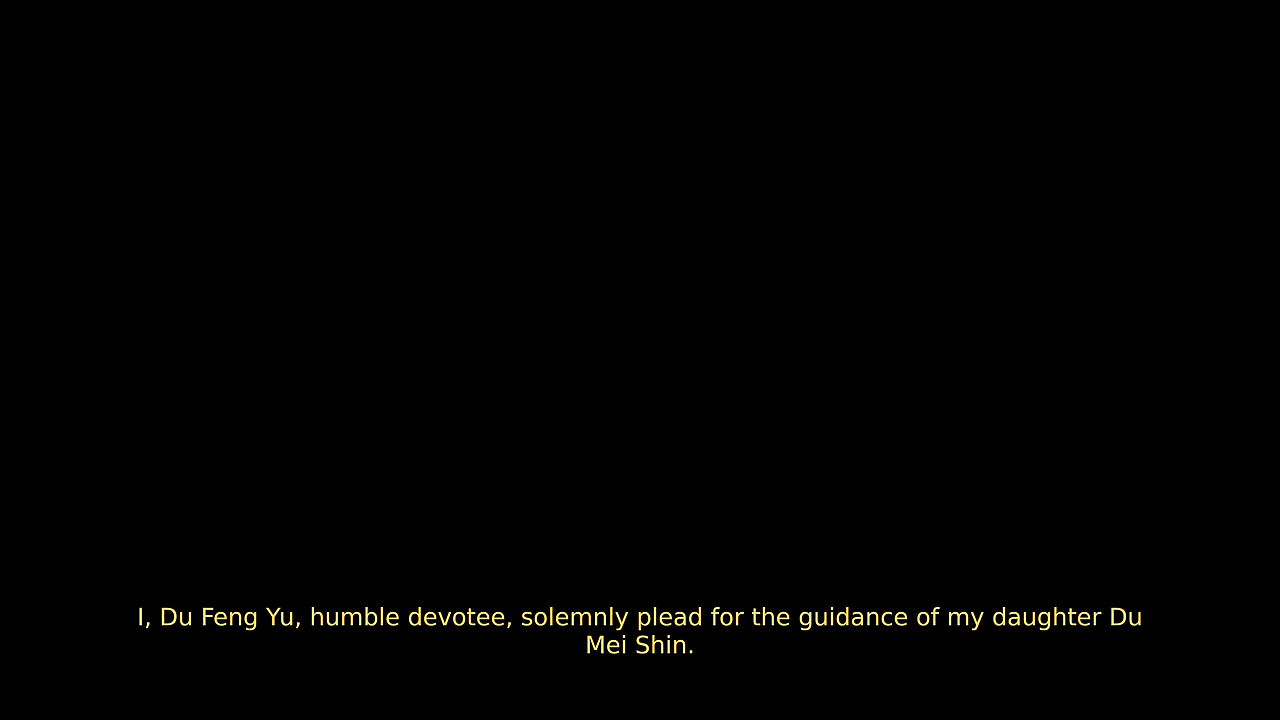 I, Du Feng Yu, humble devotee, solemnly plead for the guidance of my daughter Du
Mei Shin.